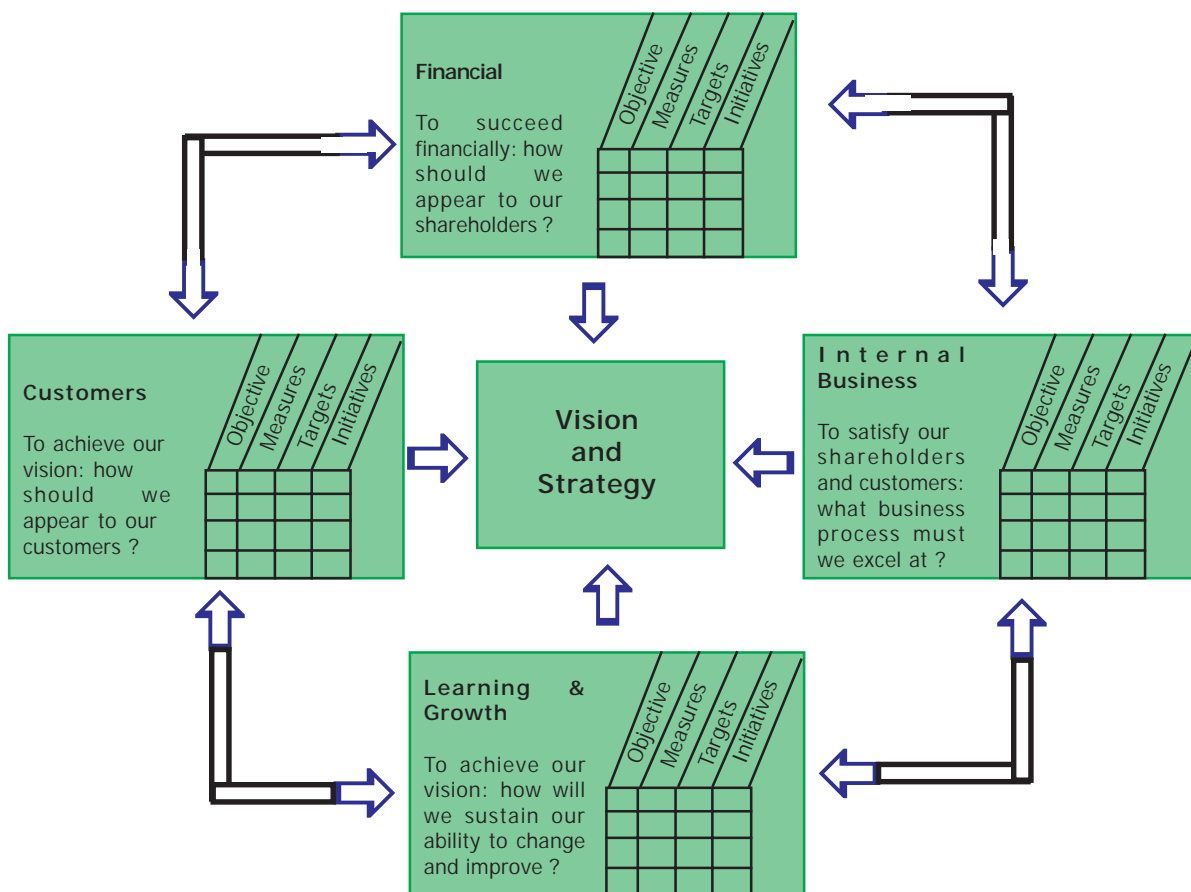 Financial
To succeed
financially: how
should we
appear to our
shareholders ?
Objective
Measures
Targets
Initiatives
Customers
To achieve our
vision: how
should we
appear to our
customers ?
Objective
Measures
Targets
Initiatives
Vision
and
Strategy
Internal
Business
To satisfy our
shareholders
and customers:
what business
process must
we excel at ?
Objective
Measures
Targets
Initiatives
Learning &
Growth
To achieve our
vision: how will
we sustain our
ability to change
and improve ?
Objective
Measures
Targets
Initiatives